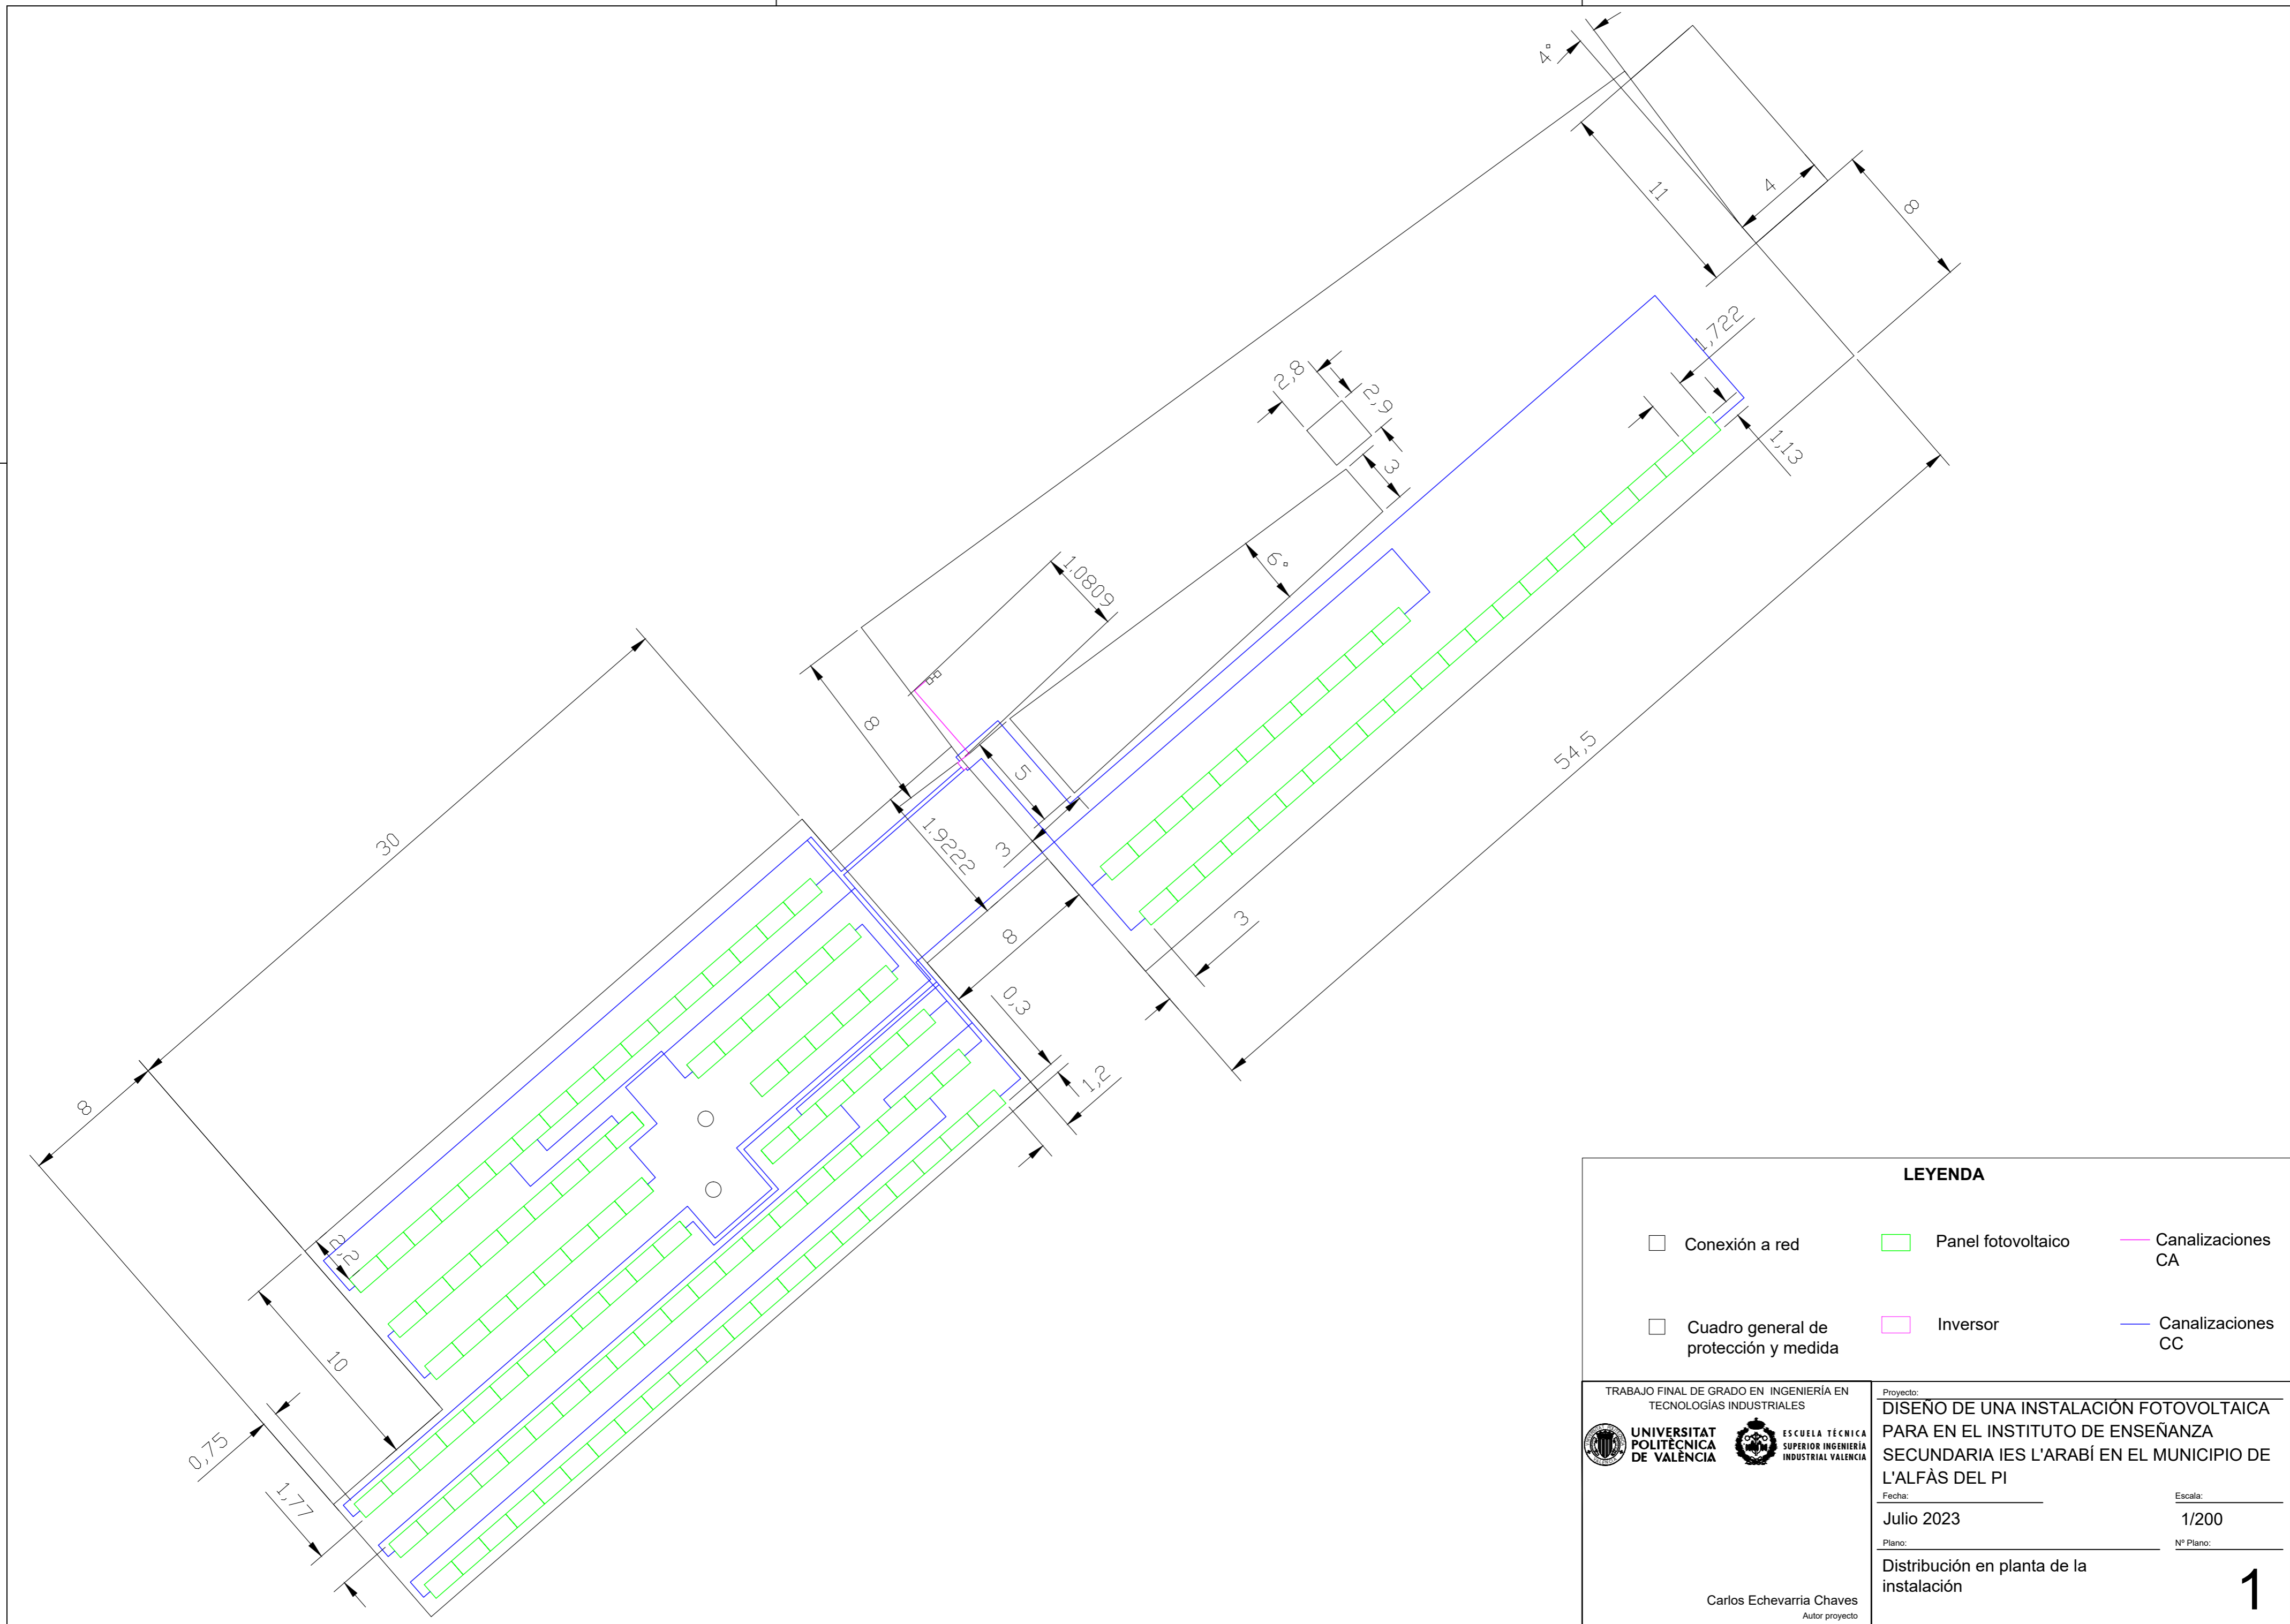 4°
11
4
8
1,722
2,8
2,9
3
1,13
6°
1,0809
8
5
54,5
30
1,9222
3
8
3
0,3
1,2
8
2,2
10
0,75
1,77
LEYENDA
Conexión a red
Panel fotovoltaico
Canalizaciones
CA
Cuadro general de
protección y medida
Inversor
Canalizaciones
CC
TRABAJO FINAL DE GRADO EN INGENIERÍA EN
TECNOLOGÍAS INDUSTRIALES
UNIVERSITAT
POLITÈCNICA
DE VALÈNCIA
ESCUELA TÉCNICA
SUPERIOR INGENIERÍA
INDUSTRIAL VALENCIA
Carlos Echevarria Chaves
Autor proyecto
Proyecto:
DISEÑO DE UNA INSTALACIÓN FOTOVOLTAICA
PARA EN EL INSTITUTO DE ENSEÑANZA
SECUNDARIA IES L'ARABÍ EN EL MUNICIPIO DE
L'ALFÀS DEL PI
Fecha:
Julio 2023
Escala:
1/200
Plano:
Distribución en planta de la
instalación
Nº Plano:
1